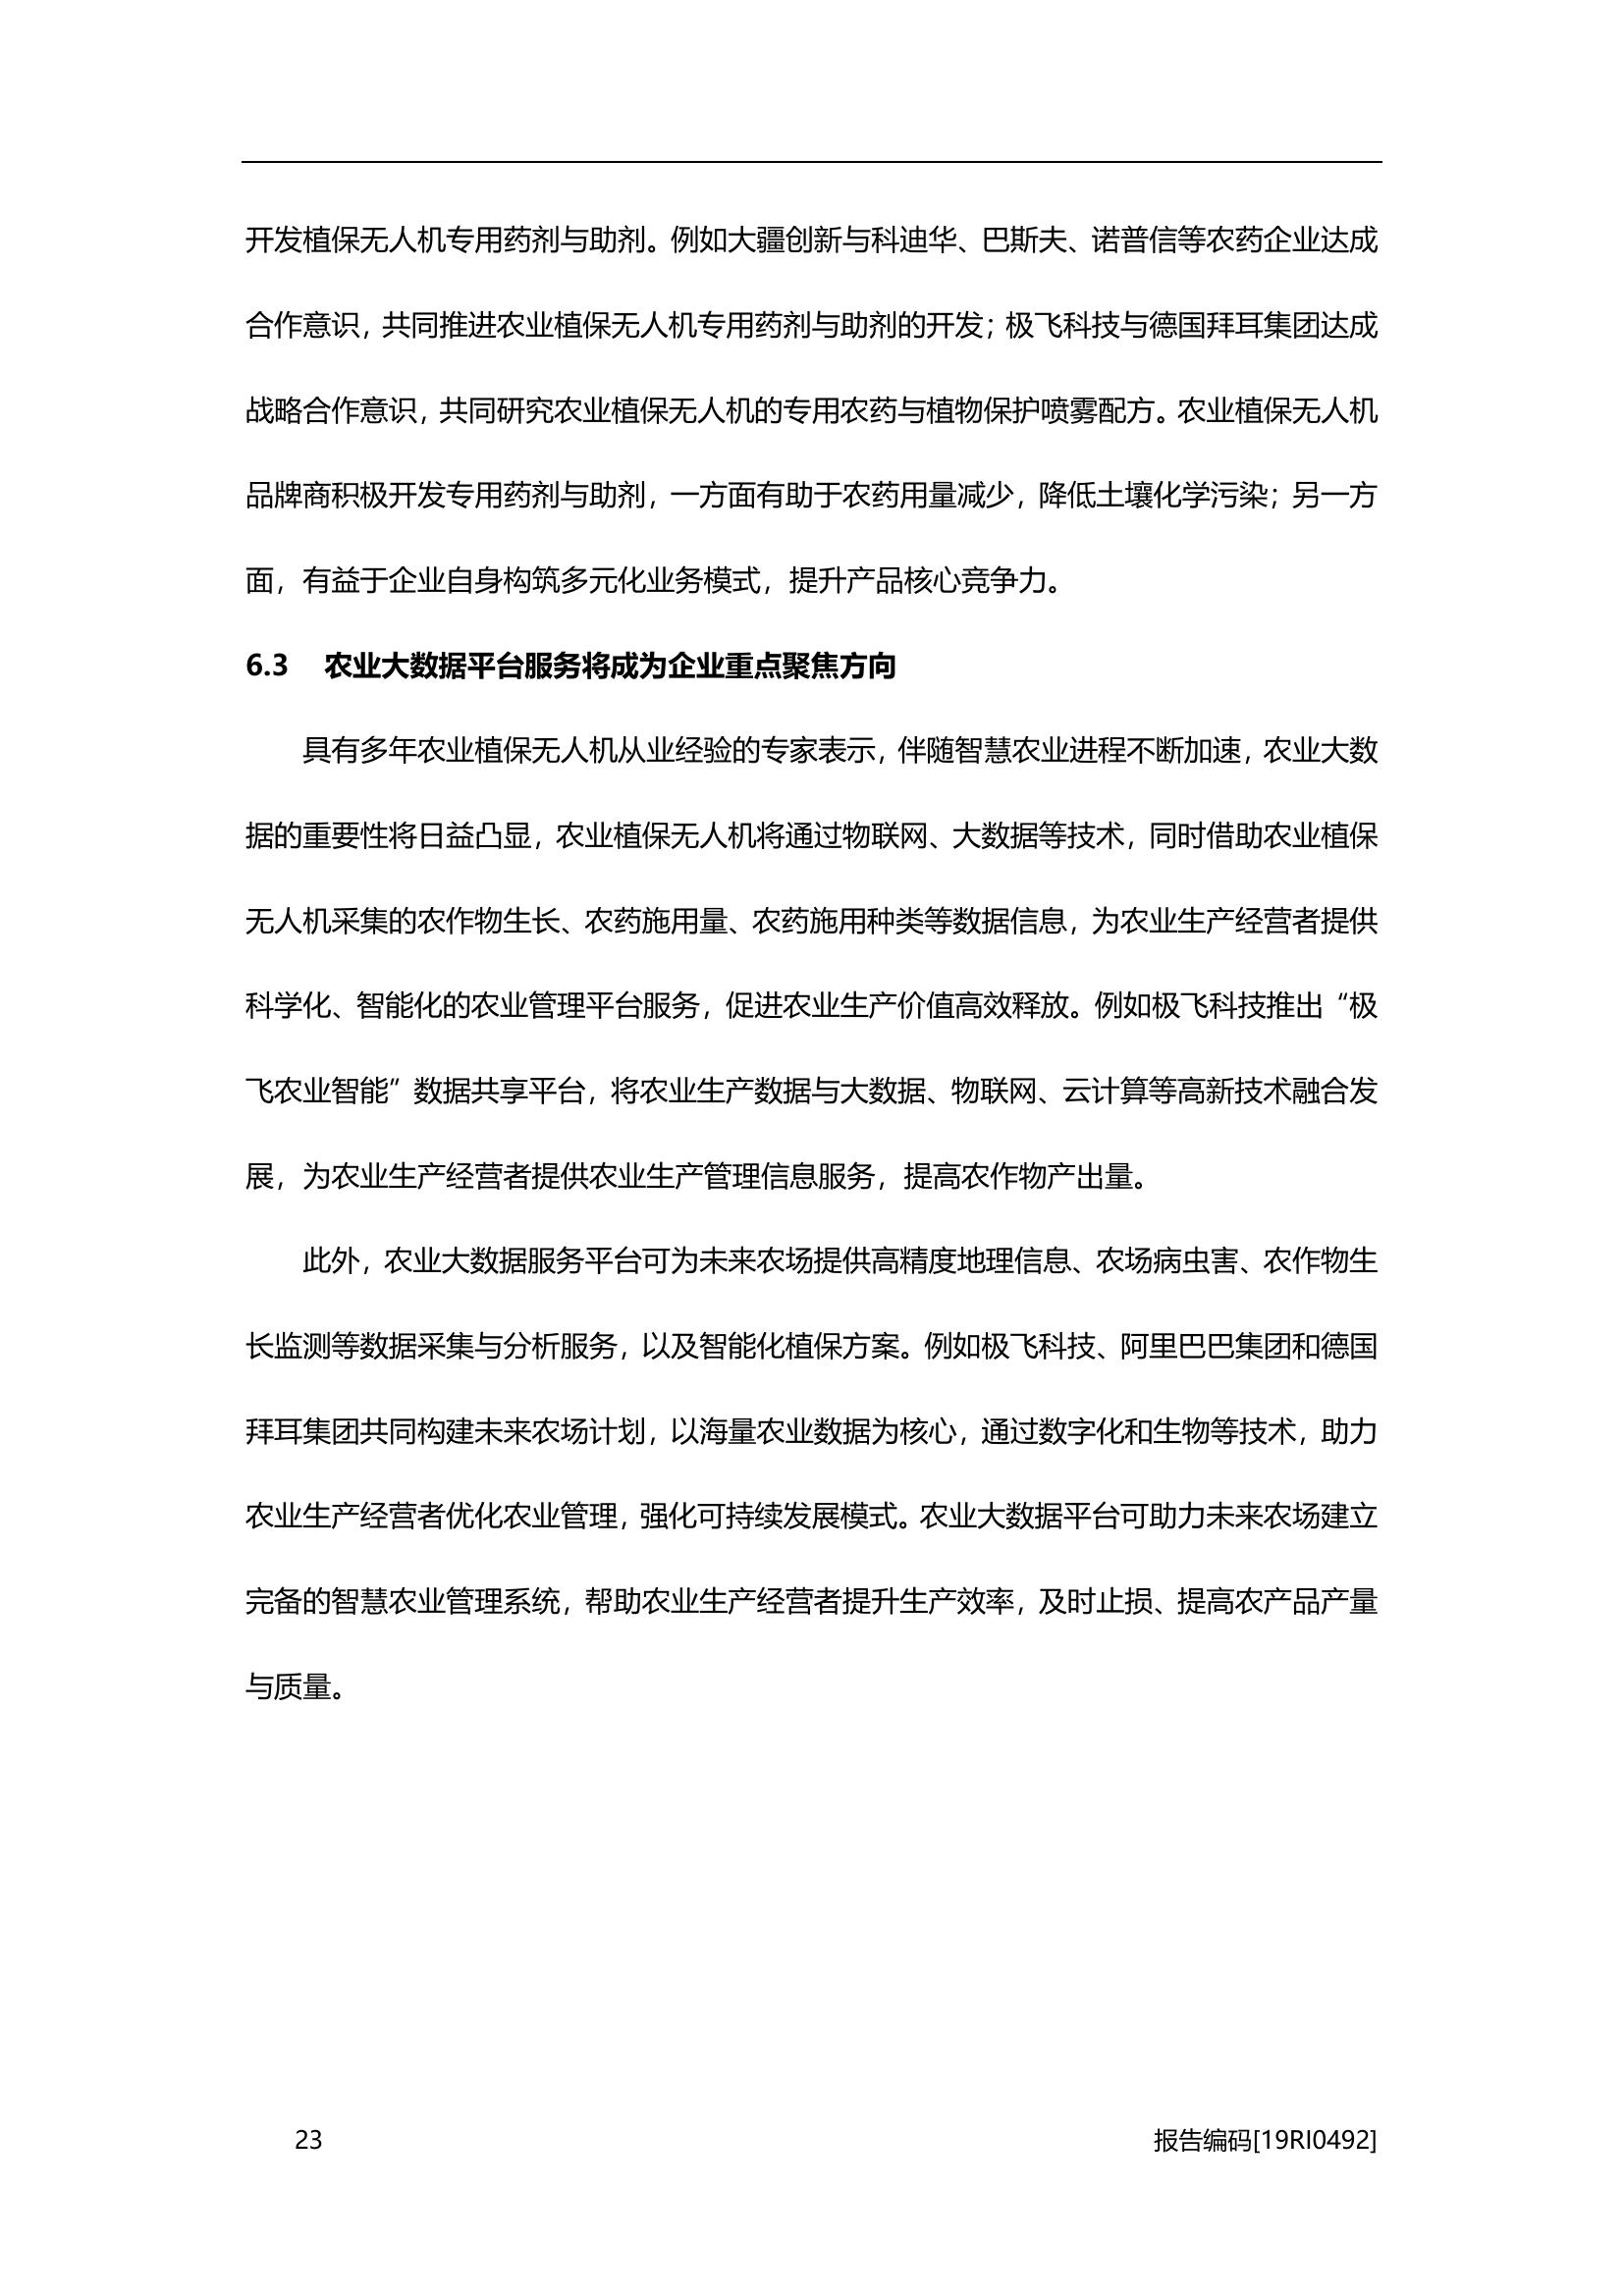 开发植保无人机专用药剂与助剂。例如大疆创新与科迪华、巴斯夫、诺普信等农药企业达成
合作意识，共同推进农业植保无人机专用药剂与助剂的开发；极飞科技与德国拜耳集团达成
战略合作意识，共同研究农业植保无人机的专用农药与植物保护喷雾配方。农业植保无人机
品牌商积极开发专用药剂与助剂，一方面有助于农药用量减少，降低土壤化学污染；另一方
面，有益于企业自身构筑多元化业务模式，提升产品核心竞争力。
6.3 农业大数据平台服务将成为企业重点聚焦方向
具有多年农业植保无人机从业经验的专家表示，伴随智慧农业进程不断加速，农业大数
据的重要性将日益凸显，农业植保无人机将通过物联网、大数据等技术，同时借助农业植保
无人机采集的农作物生长、农药施用量、农药施用种类等数据信息，为农业生产经营者提供
科学化、智能化的农业管理平台服务，促进农业生产价值高效释放。例如极飞科技推出“极
飞农业智能”数据共享平台，将农业生产数据与大数据、物联网、云计算等高新技术融合发
展，为农业生产经营者提供农业生产管理信息服务，提高农作物产出量。
此外，农业大数据服务平台可为未来农场提供高精度地理信息、农场病虫害、农作物生
长监测等数据采集与分析服务，以及智能化植保方案。例如极飞科技、阿里巴巴集团和德国
拜耳集团共同构建未来农场计划，以海量农业数据为核心，通过数字化和生物等技术，助力
农业生产经营者优化农业管理，强化可持续发展模式。农业大数据平台可助力未来农场建立
完备的智慧农业管理系统，帮助农业生产经营者提升生产效率，及时止损、提高农产品产量
与质量。
23 报告编码[19RI0492]